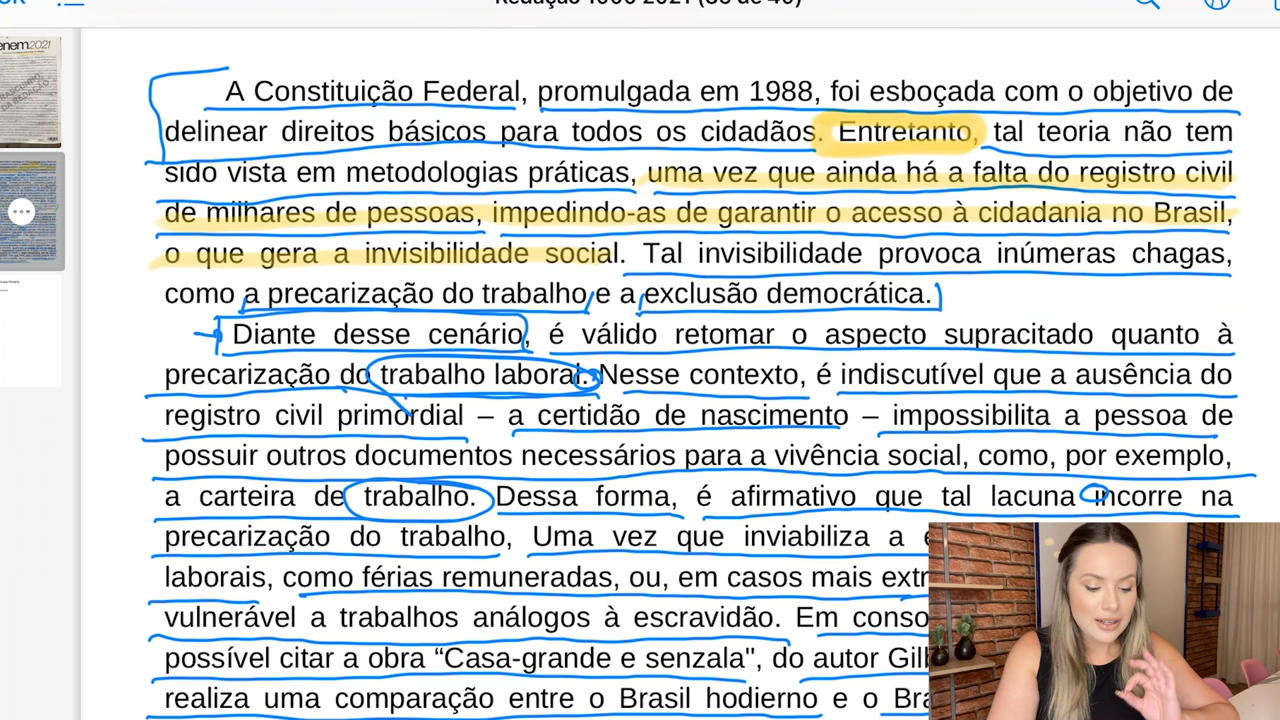 Redação 1000 2021
enem2021
A Constituição Federal, promulgada em 1988, foi esboçada com o objetivo de
delinear direitos básicos para todos os cidadãos. Entretanto, tal teoria não tem
sido vista em metodologias práticas, uma vez que ainda há a falta do registro civil
de milhares de pessoas, impedindo-as de garantir o acesso à cidadania no Brasil,
o que gera a invisibilidade social. Tal invisibilidade provoca inúmeras chagas,
como a precarização do trabalho e a exclusão democrática.
Diante desse cenário, é válido retomar o aspecto supracitado quanto à
precarização do trabalho laboral. Nesse contexto, é indiscutível que a ausência do
registro civil primordial – a certidão de nascimento – impossibilita a pessoa de
possuir outros documentos necessários para a vivência social, como, por exemplo,
a carteira de trabalho. Dessa forma, é afirmativo que tal lacuna incorre na
precarização do trabalho, Uma vez que inviabiliza a
laborais, como férias remuneradas, ou, em casos mais
vulnerável a trabalhos análogos à escravidão. Em
possível citar a obra “Casa-grande e senzala", do autor
realiza uma comparação entre o Brasil hodierno e o